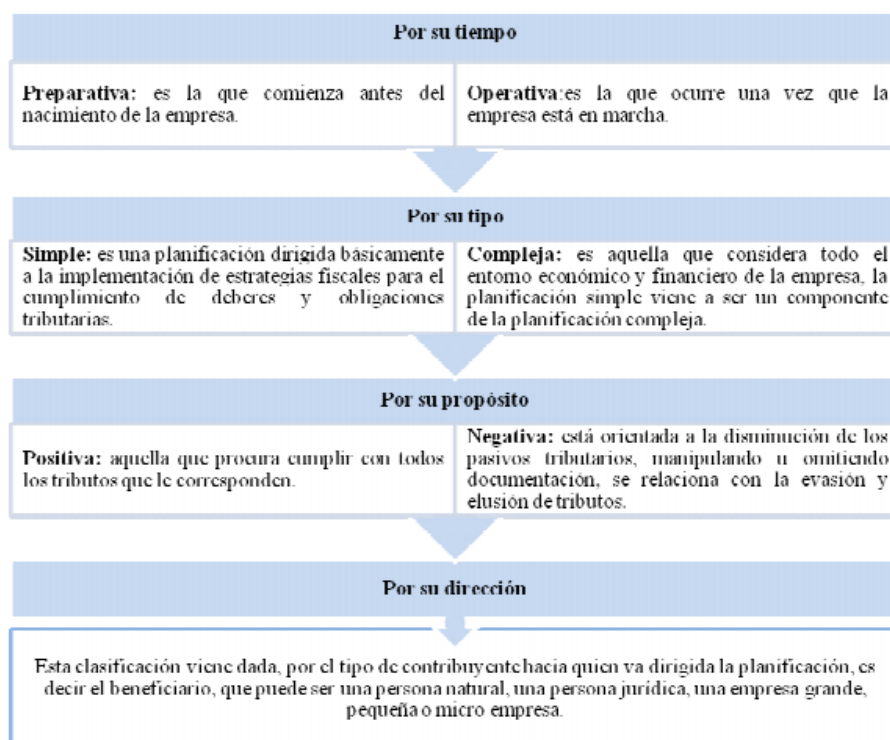 Por su tiempo
Preparativa: es la que comienza antes del
nacimiento de la empresa.
Operativa:es la que ocurre una vez que la
empresa está en marcha.
Por su tipo
Simple: es una planificación dirigida básicamente
a la implementación de estrategias fiscales para el
cumplimiento de deberes y obligaciones
tributarias.
Compleja: es aquella que considera todo el
entorno económico y financiero de la empresa, la
planificación simple viene a ser un componente
de la planificación compleja.
Por su propósito
Positiva: aquella que procura cumplir con todos
los tributos que le corresponden.
Negativa: está orientada a la disminución de los
pasivos tributarios, manipulando u omitiendo
documentación, se relaciona con la evasión y
elusión de tributos.
Por su dirección
Esta clasificación viene dada, por el tipo de contribuyente hacia quien va dirigida la planificación, es
decir el beneficiario, que puede ser una persona natural, una persona jurídica, una empresa grande,
pequeña o micro empresa.